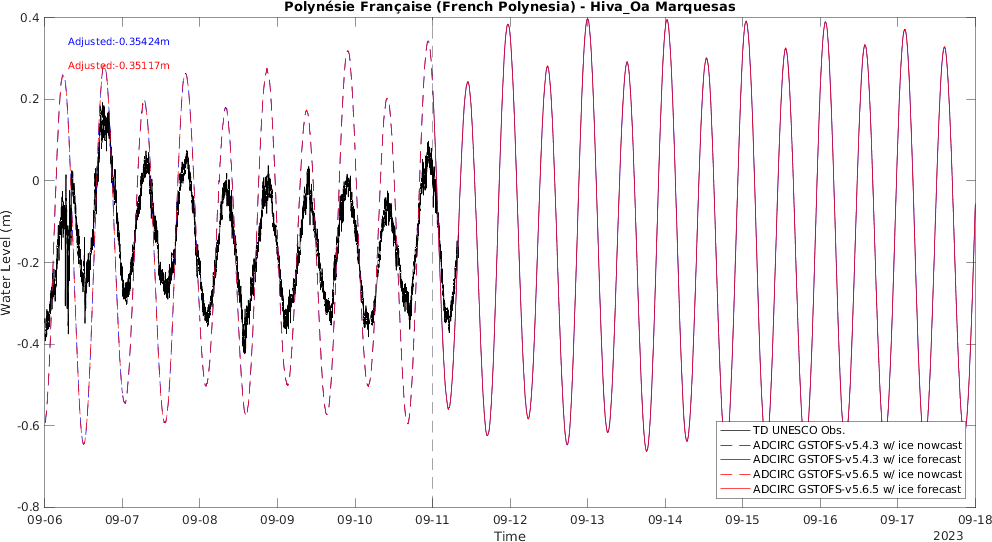 Polynésie Française (French Polynesia) - Hiva_Oa Marquesas
Adjusted:-0.35424m
Adjusted:-0.35117m
Water Level (m)
0.4
0.2
0
-0.2
-0.4
-0.6
-0.8
TD UNESCO Obs.
ADCIRC GSTOFS-v5.4.3 w/ ice nowcast
ADCIRC GSTOFS-v5.4.3 w/ ice forecast
ADCIRC GSTOFS-v5.6.5 w/ ice nowcast
ADCIRC GSTOFS-v5.6.5 w/ ice forecast
09-06 09-07 09-08 09-09 09-10 09-11 09-12 09-13 09-14 09-15 09-16 09-17 09-18
Time
2023